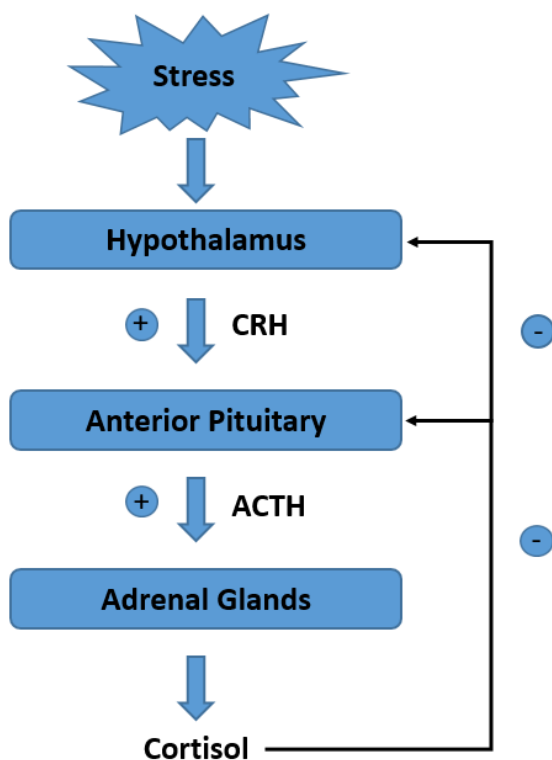 Stress
Hypothalamus
+ CRH
-
Anterior Pituitary
+ ACTH
-
Adrenal Glands
Cortisol